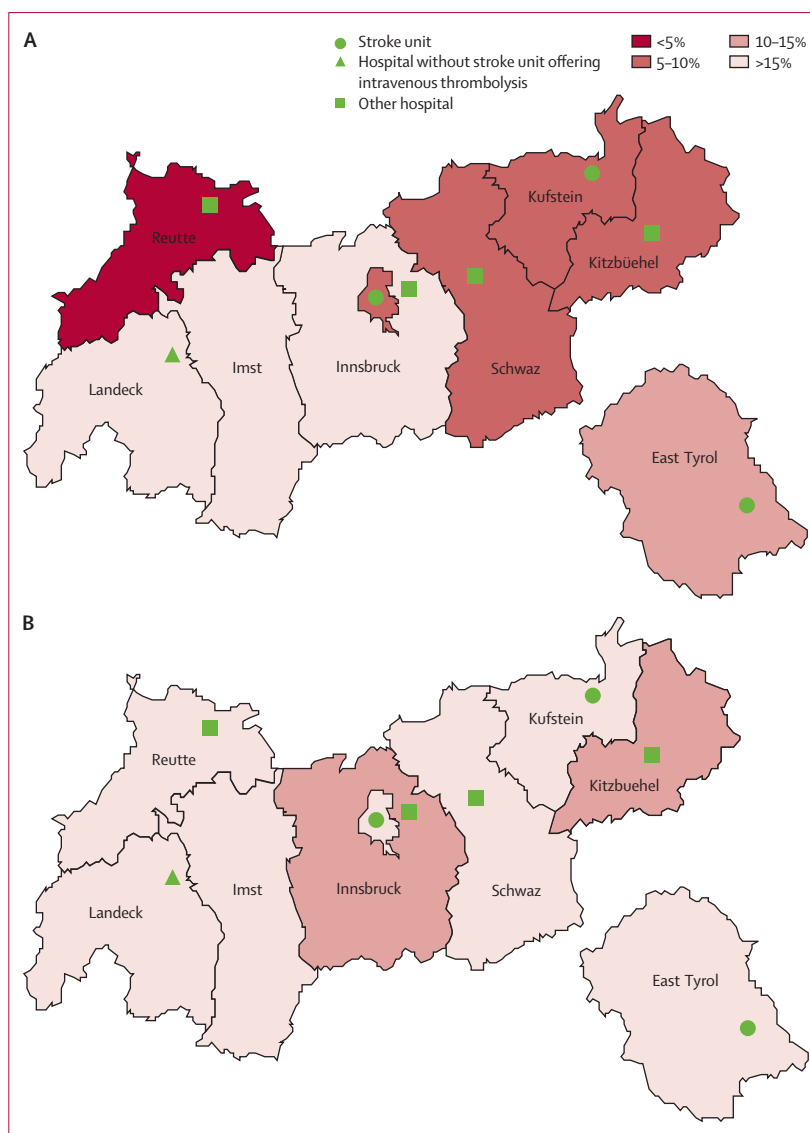 A
Stroke unit
Hospital without stroke unit offering
intravenous thrombolysis
Other hospital
<5%
5–10%
10–15%
>15%
Reutte
Kufstein
Kitzbüehel
Landeck
Imst
Innsbruck
Schwaz
East Tyrol
B
Reutte
Kufstein
Kitzbuehel
Landeck
Imst
Innsbruck
Schwaz
East Tyrol